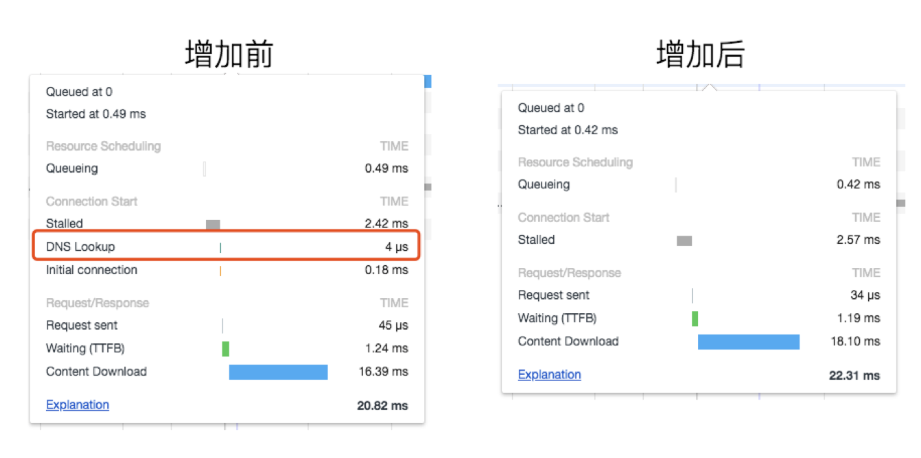 增加前
Queued at 0
Started at 0.49 ms
Resource Scheduling TIME
Queueing 0.49 ms
Connection Start TIME
Stalled 2.42 ms
DNS Lookup 4 μs
Initial connection 0.18 ms
Request/Response TIME
Request sent 45 μs
Waiting (TTFB) 1.24 ms
Content Download 16.39 ms
Explanation 20.82 ms
增加后
Queued at 0
Started at 0.42 ms
Resource Scheduling TIME
Queueing 0.42 ms
Connection Start TIME
Stalled 2.57 ms
Request/Response TIME
Request sent 34 μs
Waiting (TTFB) 1.19 ms
Content Download 18.10 ms
Explanation 22.31 ms